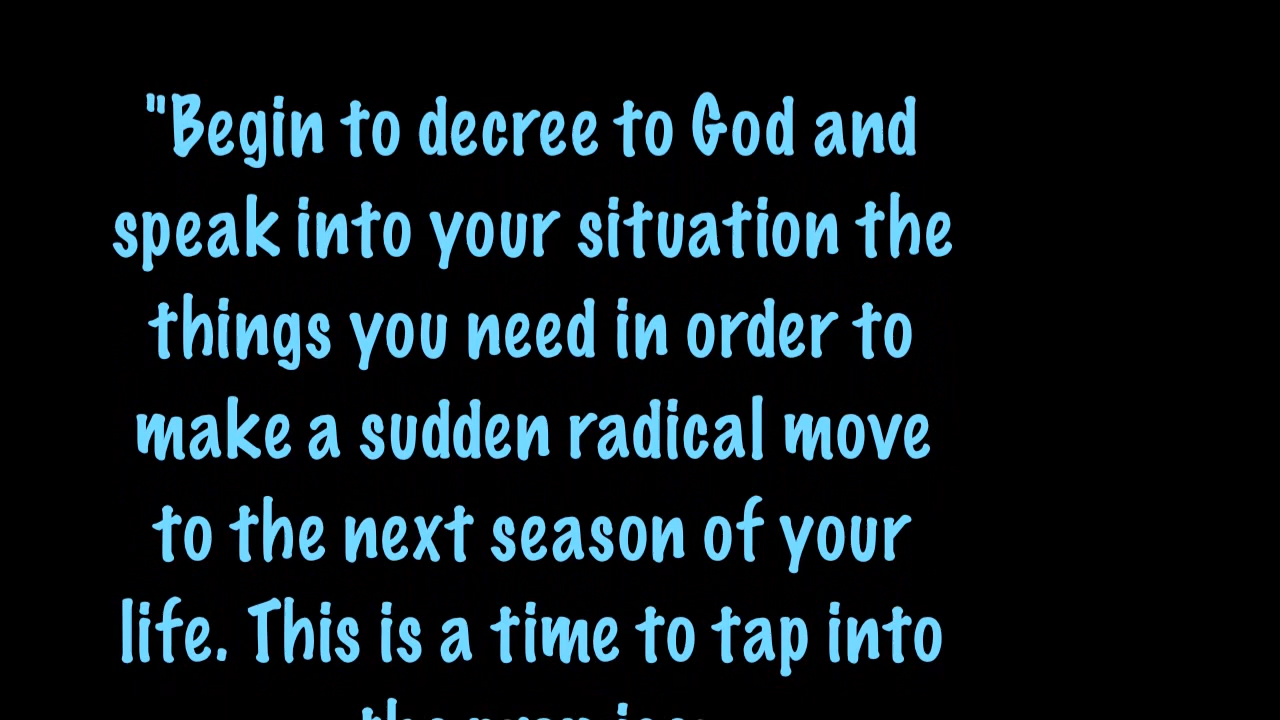 "Begin to decree to God and
speak into your situation the
things you need in order to
make a sudden radical move
to the next season of your
life. This is a time to tap into
the